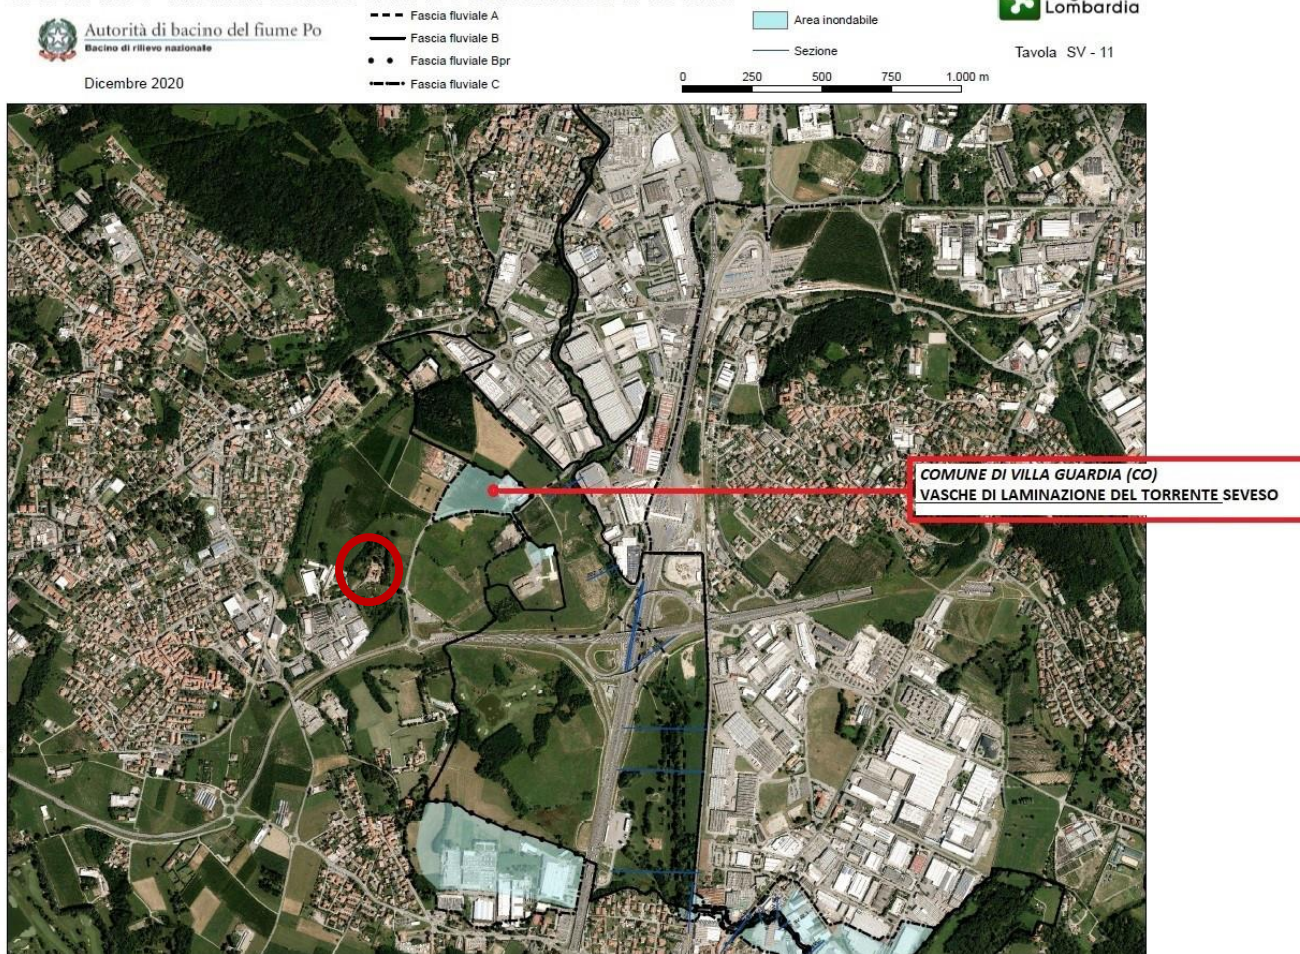 Autorità di bacino del fiume Po
Bacino di rilievo nazionale
Dicembre 2020
Fascia fluviale A
Fascia fluviale B
Fascia fluviale Bpr
Fascia fluviale C
Area inondabile
Sezione
0 250 500 750 1.000 m
Lombardia
Tavola SV - 11
COMUNE DI VILLA GUARDIA (CO)
VASCHE DI LAMINAZIONE DEL TORRENTE SEVESO